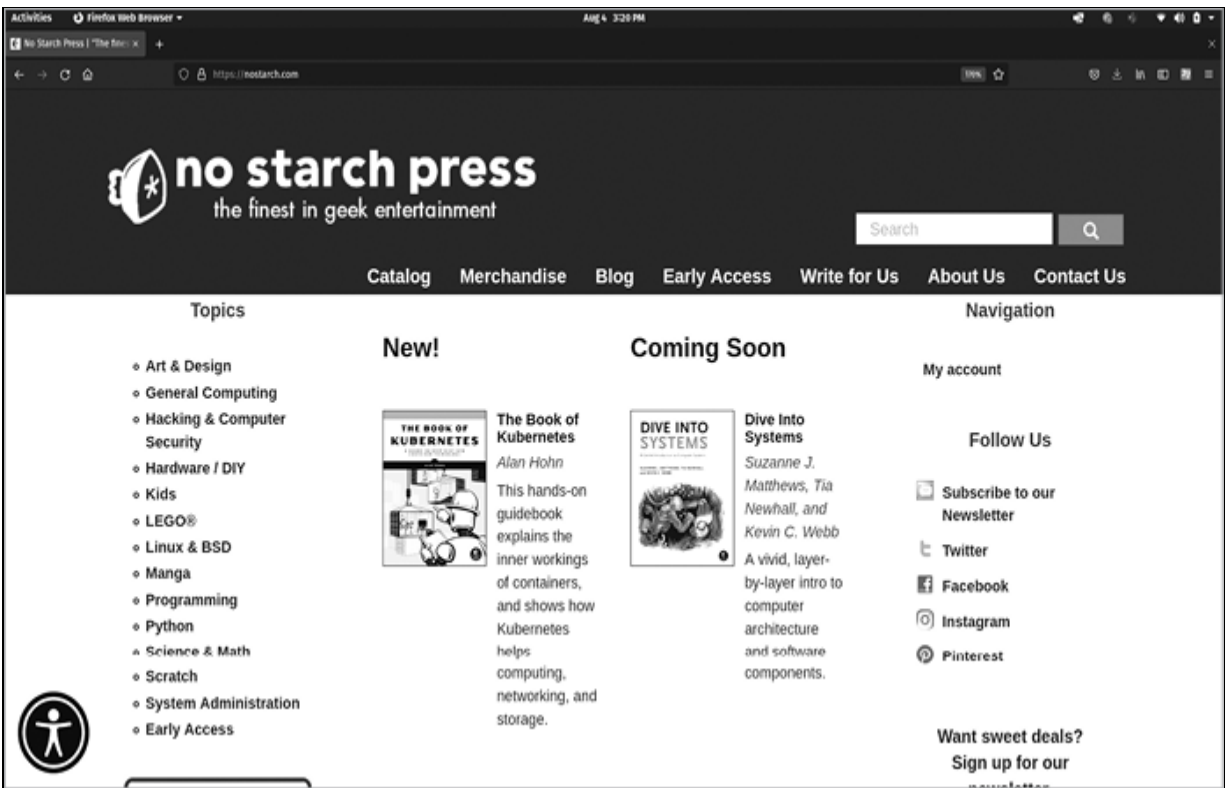 Activities Firefox Web Browser Aug 4 3:20 PM
No Starch Press | "The fines
https://nostarch.com 170%
no starch press
the finest in geek entertainment
Search
Catalog Merchandise Blog Early Access Write for Us About Us Contact Us
Topics
Art & Design
General Computing
Hacking & Computer
Security
Hardware / DIY
Kids
LEGO®
Linux & BSD
Manga
Programming
Python
Science & Math
Scratch
System Administration
Early Access
New!
THE BOOK OF
KUBERNETES
The Book of
Kubernetes
Alan Hohn
This hands-on
guidebook
explains the
inner workings
of containers,
and shows how
Kubernetes
helps
computing,
networking, and
storage.
Coming Soon
DIVE INTO
SYSTEMS
Dive Into
Systems
Suzanne J.
Matthews, Tia
Newhall, and
Kevin C. Webb
A vivid, layer-
by-layer intro to
computer
architecture
and software
components.
Navigation
My account
Follow Us
Subscribe to our
Newsletter
Twitter
Facebook
Instagram
Pinterest
Want sweet deals?
Sign up for our
newsletter